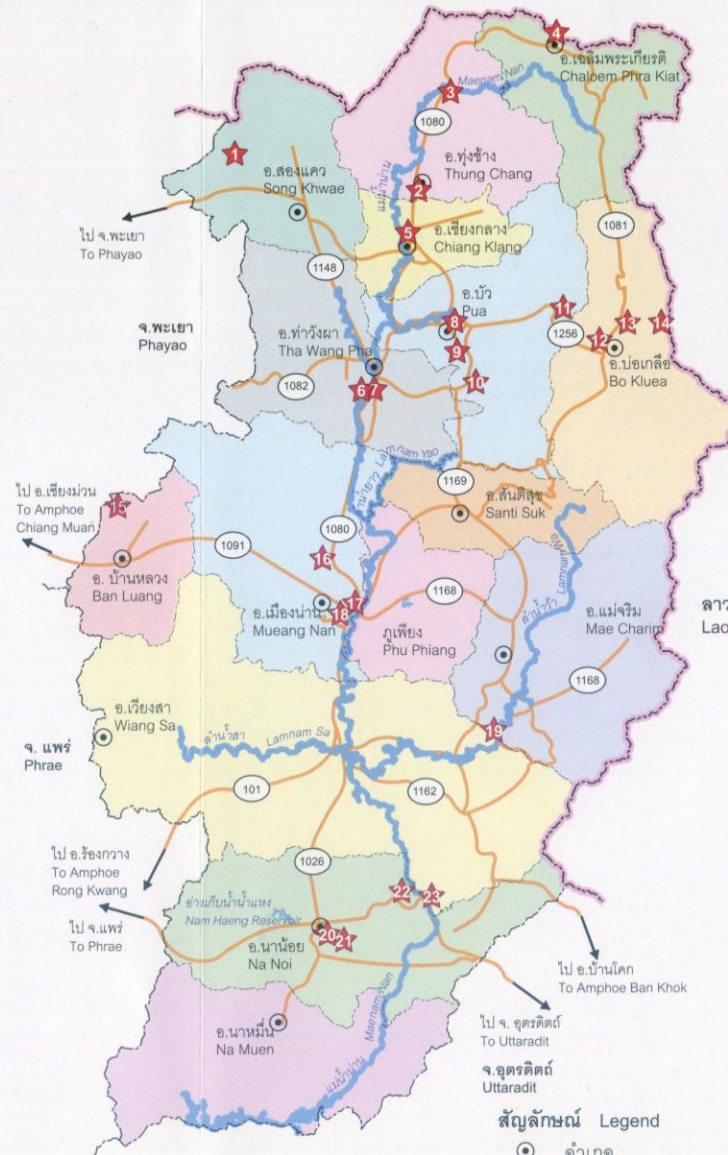 4
อ.เฉลิมพระเกียรติ
Chaloem Phra Kiat
Maenam Nan
3
1080
แม่น้ำน่าน
1
อ.สองแคว
Song Khwae
อ.ทุ่งช้าง
Thung Chang
2
ไป จ.พะเยา
To Phayao
5
อ.เชียงกลาง
Chiang Klang
1081
1148
จ.พะเยา
Phayao
อ.ปัว
Pua
8
9
10
11
1256
12
13
14
อ.บ่อเกลือ
Bo Kluea
อ.ท่าวังผา
Tha Wang Pha
1082
6
7
ลำน้ำยาว Lamnam Yao
1169
อ.สันติสุข
Santi Suk
ไป อ.เชียงม่วน
To Amphoe
Chiang Muan
15
อ. บ้านหลวง
Ban Luang
1091
1080
16
อ.เมืองน่าน
Mueang Nan
17
18
1168
ภูเพียง
Phu Phiang
ลำน้ำว้า Lamnam Wa
อ.แม่จริม
Mae Charim
1168
ลาว
Lao
19
อ.เวียงสา
Wiang Sa
ลำน้ำสา Lamnam Sa
จ. แพร่
Phrae
101
1162
ไป อ.ร้องกวาง
To Amphoe
Rong Kwang
1026
อ่างเก็บน้ำน้ำแหง
Nam Haeng Reservoir
22
23
ไป จ.แพร่
To Phrae
20
21
อ.นาน้อย
Na Noi
ไป อ.บ้านโคก
To Amphoe Ban Khok
อ.นาหมื่น
Na Muen
แม่น้ำน่าน Maenam Nan
ไป จ. อุตรดิตถ์
To Uttaradit
จ.อุตรดิตถ์
Uttaradit
สัญลักษณ์ Legend
อำเภอ